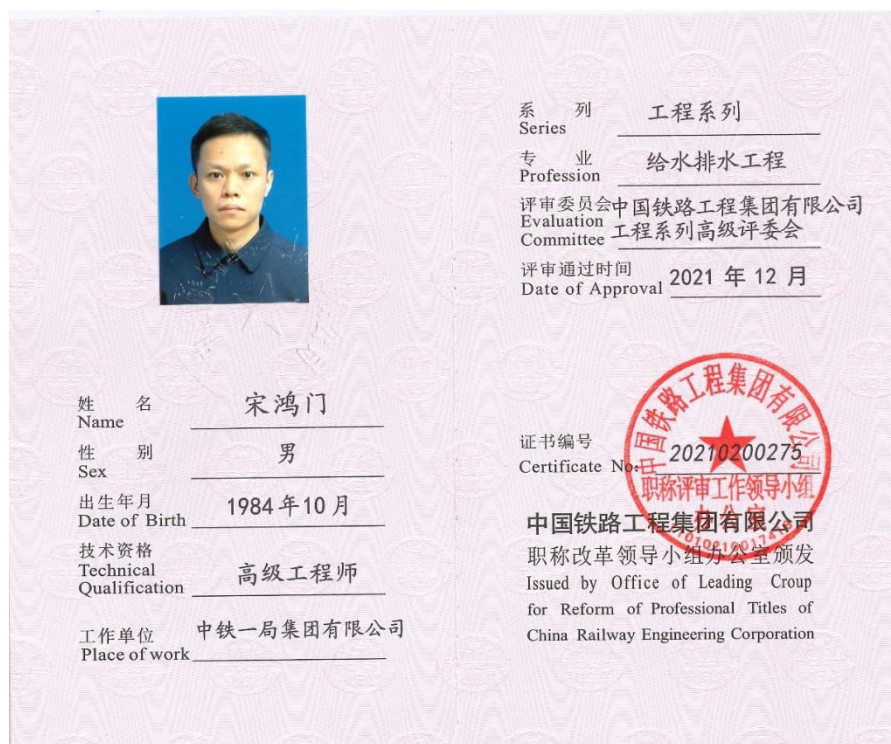 姓 名 宋鸿门
Name
性 别 男
Sex
出生年月 1984年10月
Date of Birth
技术资格
Technical 高级工程师
Qualification
工作单位 中铁一局集团有限公司
Place of work
系 列 工程系列
Series
专 业 给水排水工程
Profession
评审委员会 中国铁路工程集团有限公司
Evaluation
Committee 工程系列高级评委会
评审通过时间 2021 年 12 月
Date of Approval
中国铁路工程集团有限公司
证书编号 20210200275
Certificate No:
职称评审工作领导小组
办公室
中国铁路工程集团有限公司
职称改革领导小组办公室颁发
Issued by Office of Leading Croup
for Reform of Professional Titles of
China Railway Engineering Corporation